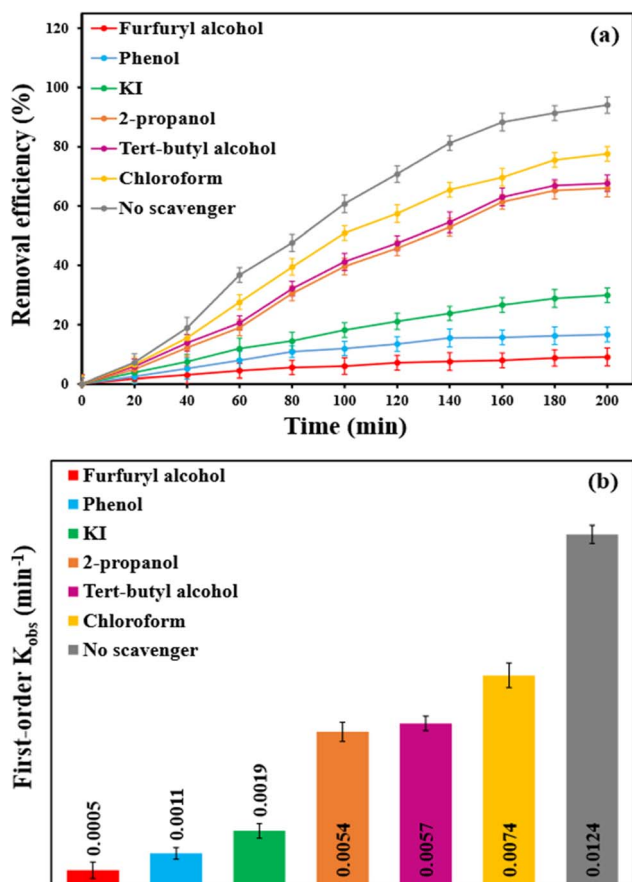 (a)
Furfuryl alcohol
Phenol
KI
2-propanol
Tert-butyl alcohol
Chloroform
No scavenger
Removal efficiency (%)
120
100
80
60
40
20
0
0 20 40 60 80 100 120 140 160 180 200
Time (min)
(b)
Furfuryl alcohol
Phenol
KI
2-propanol
Tert-butyl alcohol
Chloroform
No scavenger
First-order K_obs (min⁻¹)
0.0005
0.0011
0.0019
0.0054
0.0057
0.0074
0.0124